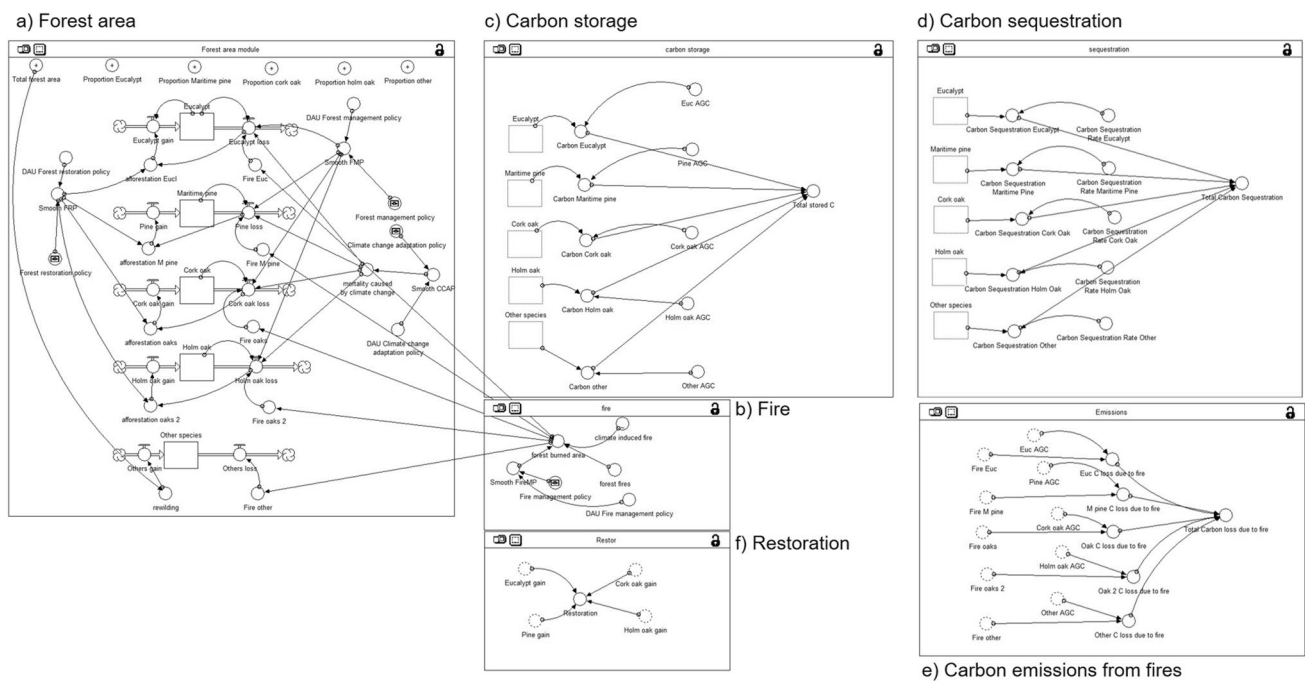 a) Forest area
Forest area module
Total forest area
Proportion Eucalypt
Proportion Maritime pine
Proportion cork oak
Proportion holm oak
Proportion other
Eucalypt
DAU Forest management policy
Eucalypt gain
Eucalypt loss
Smooth FMP
DAU Forest restoration policy
afforestation Eucl
Fire Euc
Smooth FRP
Maritime pine
Forest management policy
Pine gain
Pine loss
Climate change adaptation policy
Forest restoration policy
afforestation M pine
Fire M pine
Cork oak
mortality caused
by climate change
Smooth CCAP
Cork oak gain
Cork oak loss
afforestation oaks
Fire oaks
DAU Climate change
adaptation policy
Holm oak
Holm oak gain
Holm oak loss
afforestation oaks 2
Fire oaks 2
Other species
Others gain
Others loss
rewilding
Fire other
c) Carbon storage
carbon storage
Euc AGC
Eucalypt
Carbon Eucalypt
Pine AGC
Maritime pine
Carbon Maritime pine
Total stored C
Cork oak
Cork oak AGC
Carbon Cork oak
Holm oak
Carbon Holm oak
Holm oak AGC
Other species
Carbon other
Other AGC
b) Fire
fire
climate induced fire
forest burned area
Smooth FireMP
forest fires
Fire management policy
DAU Fire management policy
f) Restoration
Restor
Eucalypt gain
Cork oak gain
Restoration
Pine gain
Holm oak gain
d) Carbon sequestration
sequestration
Eucalypt
Carbon Sequestration Eucalypt
Carbon Sequestration
Rate Eucalypt
Maritime pine
Carbon Sequestration
Maritime Pine
Carbon Sequestration
Rate Maritime Pine
Total Carbon Sequestration
Cork oak
Carbon Sequestration Cork Oak
Carbon Sequestration
Rate Cork Oak
Holm oak
Carbon Sequestration Holm Oak
Carbon Sequestration
Rate Holm Oak
Other species
Carbon Sequestration Other
Carbon Sequestration Rate Other
Emissions
Euc AGC
Fire Euc
Euc C loss due to fire
Pine AGC
Fire M pine
M pine C loss due to fire
Total Carbon loss due to fire
Cork oak AGC
Fire oaks
Oak C loss due to fire
Holm oak AGC
Fire oaks 2
Oak 2 C loss due to fire
Other AGC
Fire other
Other C loss due to fire
e) Carbon emissions from fires